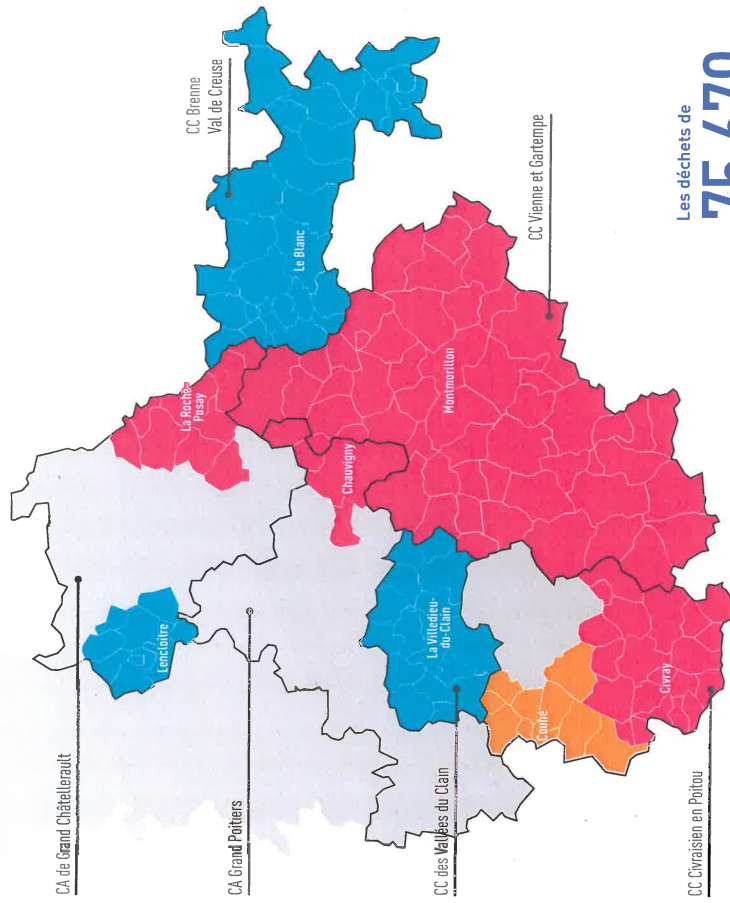 CA de Grand Châtellerault
CA Grand Poitiers
CC des Vallées du Clain
CC Civraisien en Poitou
Lencloître
La Roche-
Posay
Chauvigny
La Villedieu-
du-Clain
Couhé
Civray
Montmorillon
Le Blanc
CC Brenne
Val de Creuse
CC Vienne et Gartempe
Les déchets de
75